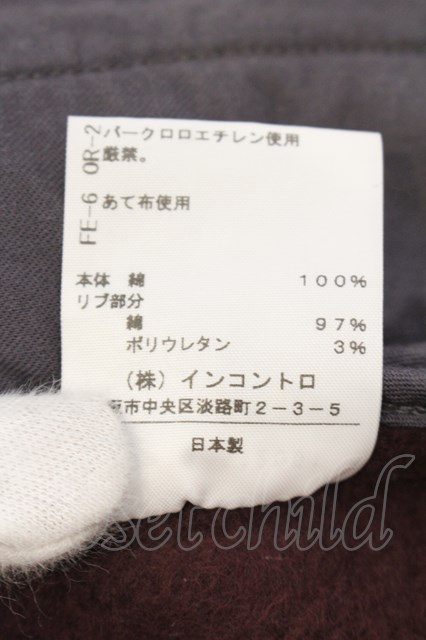 パークロロエチレン使用
厳禁。
あて布使用
FE-6 OR-2
本体 綿 100%
リブ部分
綿 97%
ポリウレタン 3%
(株) インコントロ
市中央区淡路町2-3-5
日本製
setchild